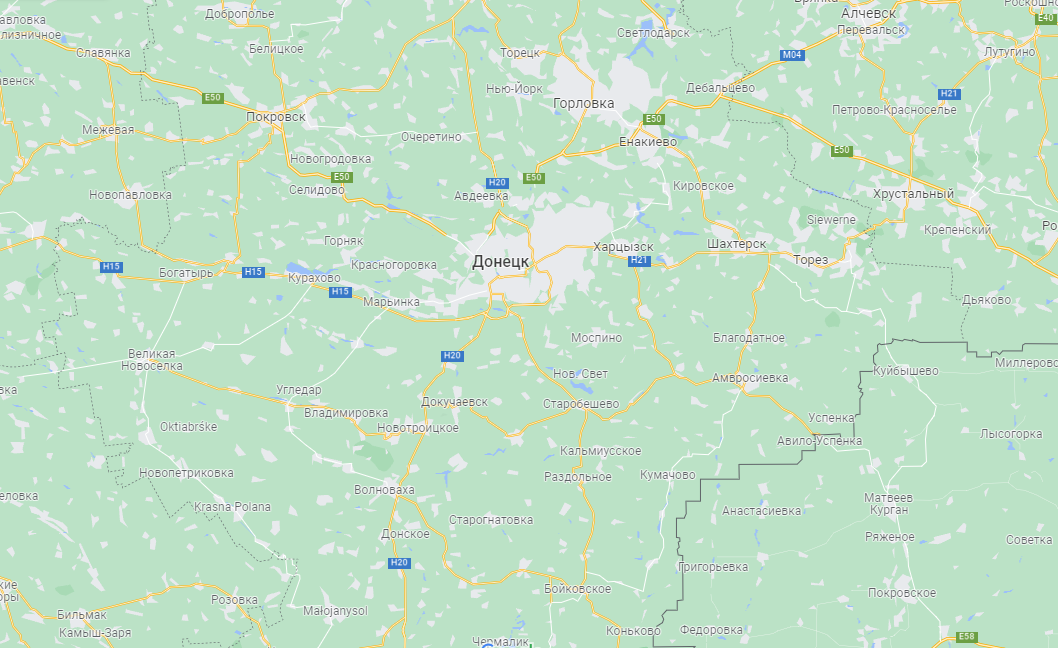 Доброполье
Алчевск
E40
Перевальск
Светлодарск
Славянка
Белицкое
Торецк
M04
Лутугино
Нью-Йорк
Дебальцево
H21
E50
Горловка
Покровск
E50
Петрово-Красноселье
Межевая
Очеретино
Енакиево
E50
Новогродовка
E50
H20
E50
Селидово
Кировское
Новопавловка
Авдеевка
Хрустальный
Siewerne
Крепенский
Горняк
Харцызск
Шахтерск
Донецк
H21
Торез
H15
Богатырь
H15
Красногоровка
Курахово
H15
Марьинка
Дьяково
Моспино
Благодатное
Великая
Новоселка
H20
Миллерово
Куйбышево
Нов. Свет
Амвросиевка
Угледар
Докучаевск
Старобешево
Владимировка
Успенка
Oktiabrśke
Новотроицкое
Лысогорка
Авило-Успенка
Кальмиусское
Новопетриковка
Раздольное
Кумачово
Волноваха
Матвеев
Курган
Krasna Polana
Анастасиевка
Старогнатовка
Донское
Ряженое
Советка
H20
Григорьевка
Бойковское
Покровское
Розовка
Małojanysol
Бильмак
Камыш-Заря
Коньково
Федоровка
E58
Чермалик